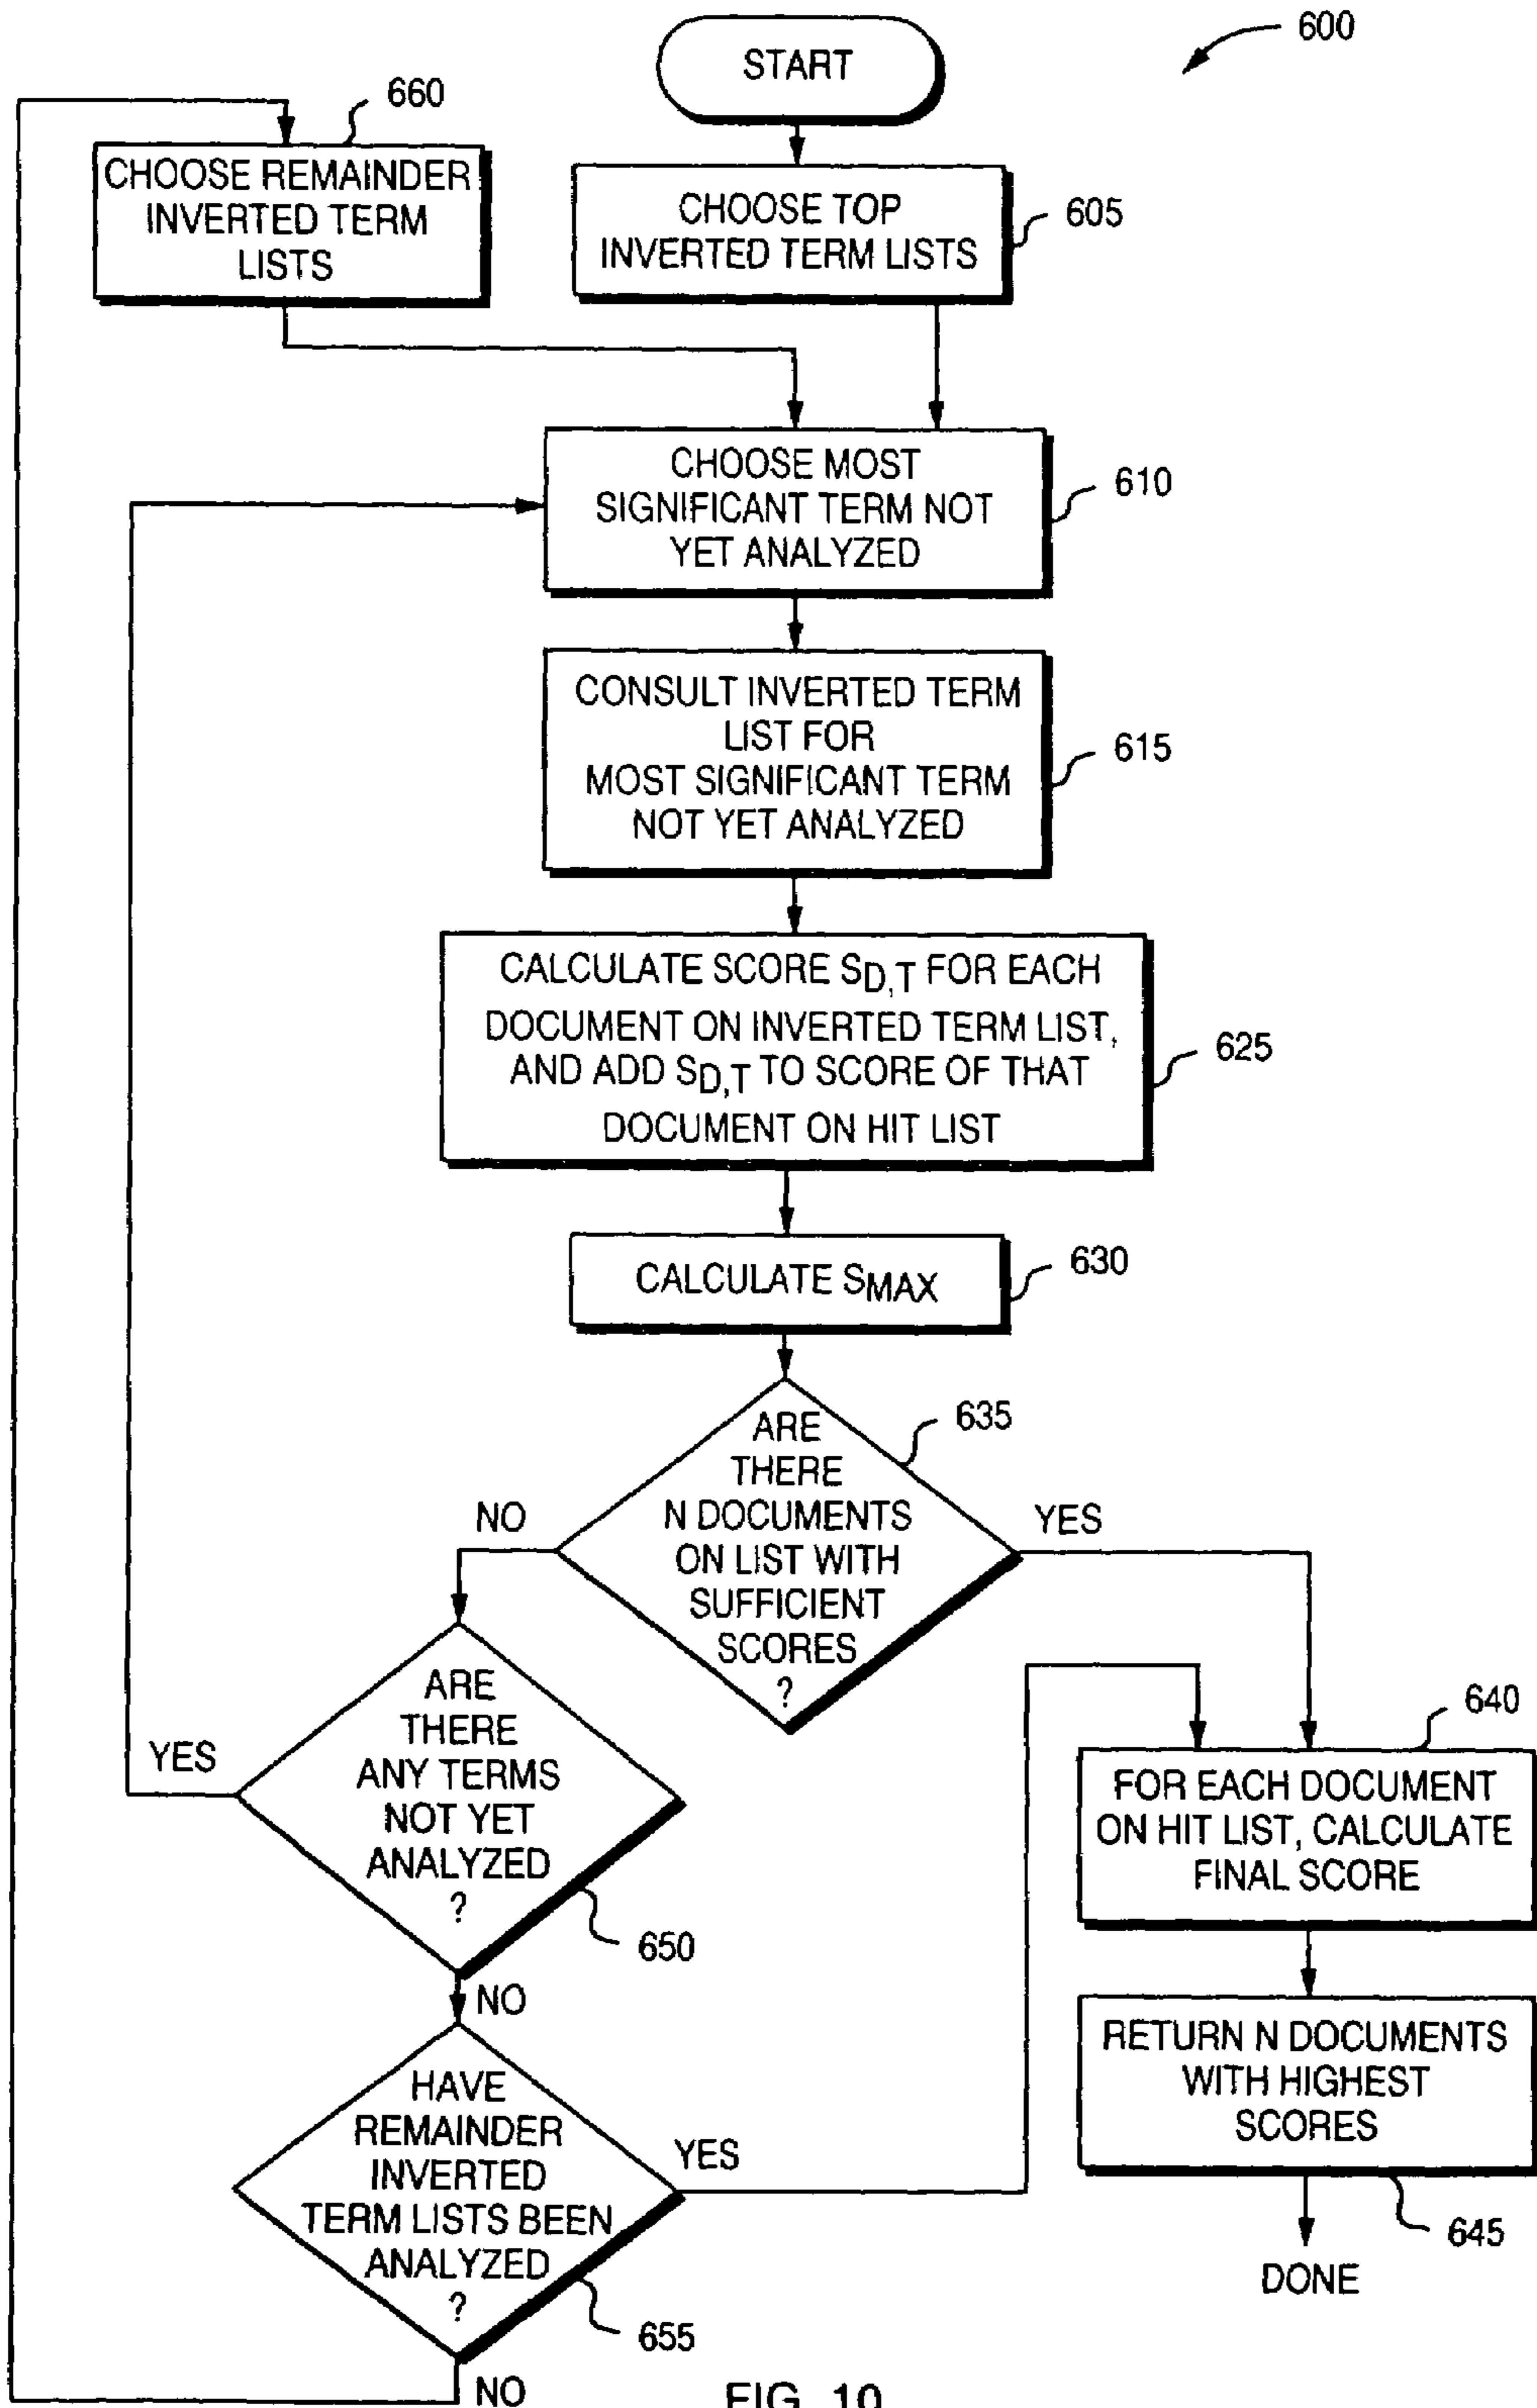 600
START
660
CHOOSE REMAINDER
INVERTED TERM
LISTS
CHOOSE TOP
INVERTED TERM LISTS
605
CHOOSE MOST
SIGNIFICANT TERM NOT
YET ANALYZED
610
CONSULT INVERTED TERM
LIST FOR
MOST SIGNIFICANT TERM
NOT YET ANALYZED
615
CALCULATE SCORE SD,T FOR EACH
DOCUMENT ON INVERTED TERM LIST,
AND ADD SD,T TO SCORE OF THAT
DOCUMENT ON HIT LIST
625
CALCULATE SMAX
630
ARE
THERE
N DOCUMENTS
ON LIST WITH
SUFFICIENT
SCORES
?
635
NO
YES
ARE
THERE
ANY TERMS
NOT YET
ANALYZED
?
650
YES
NO
640
FOR EACH DOCUMENT
ON HIT LIST, CALCULATE
FINAL SCORE
RETURN N DOCUMENTS
WITH HIGHEST
SCORES
645
DONE
HAVE
REMAINDER
INVERTED
TERM LISTS BEEN
ANALYZED
?
YES
655
NO
FIG. 10